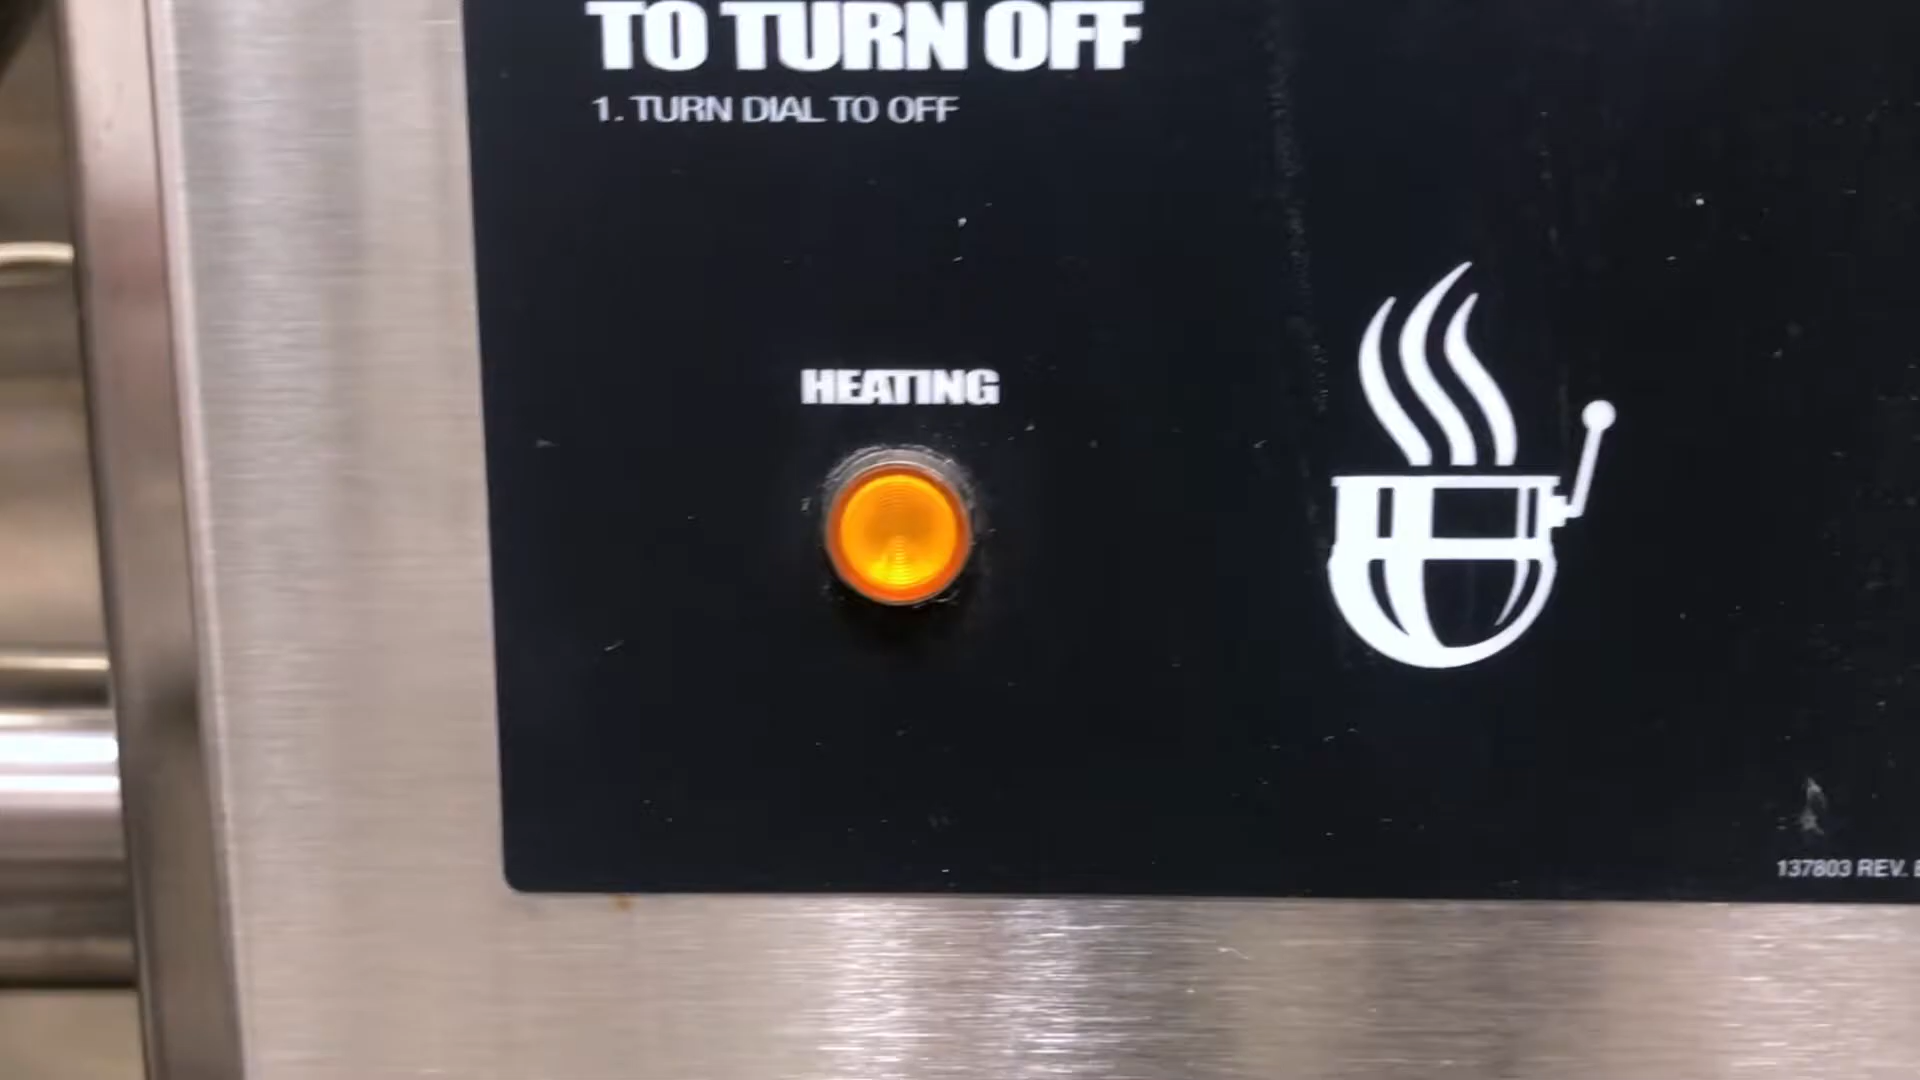 TO TURN OFF
1. TURN DIAL TO OFF
HEATING
137803 REV.